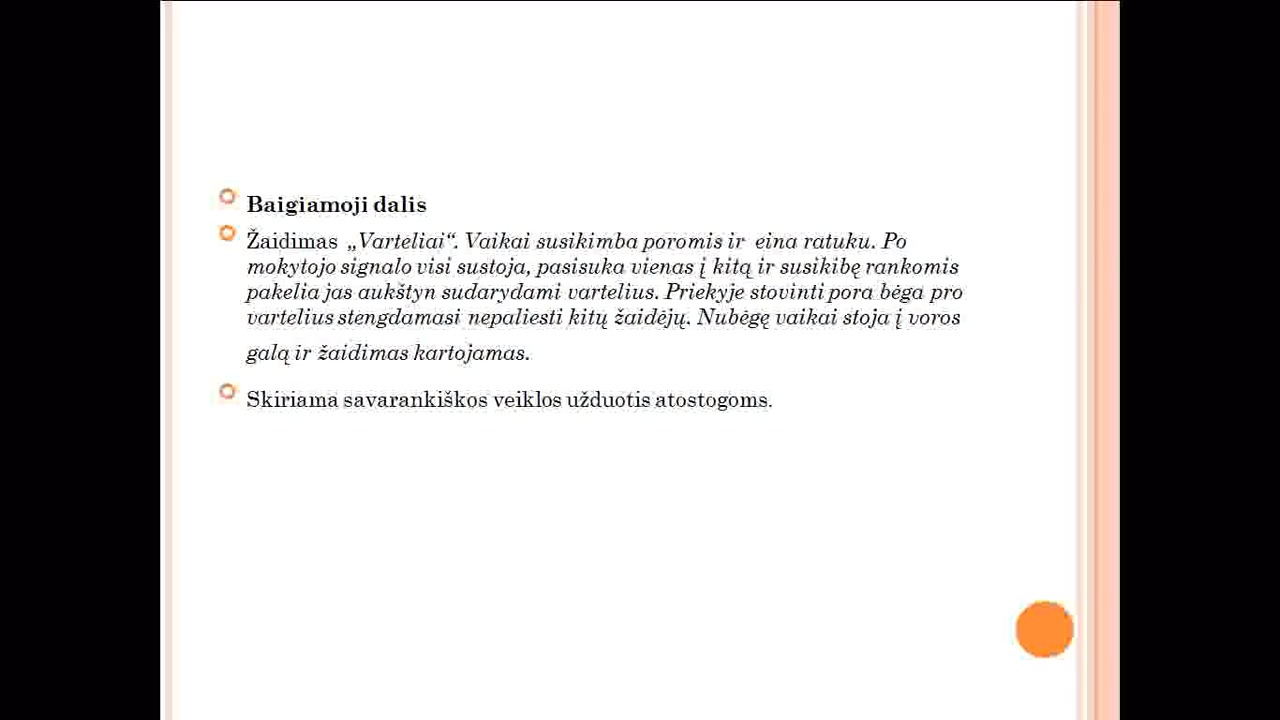 Baigiamoji dalis
Žaidimas „Varteliai“. Vaikai susikimba poromis ir eina ratuku. Po
mokytojo signalo visi sustoja, pasisuka vienas į kitą ir susikibę rankomis
pakelia jas aukštyn sudarydami vartelius. Priekyje stovinti pora bėga pro
vartelius stengdamasi nepaliesti kitų žaidėjų. Nubėgę vaikai stoja į voros
galą ir žaidimas kartojamas.
Skiriama savarankiškos veiklos užduotis atostogoms.